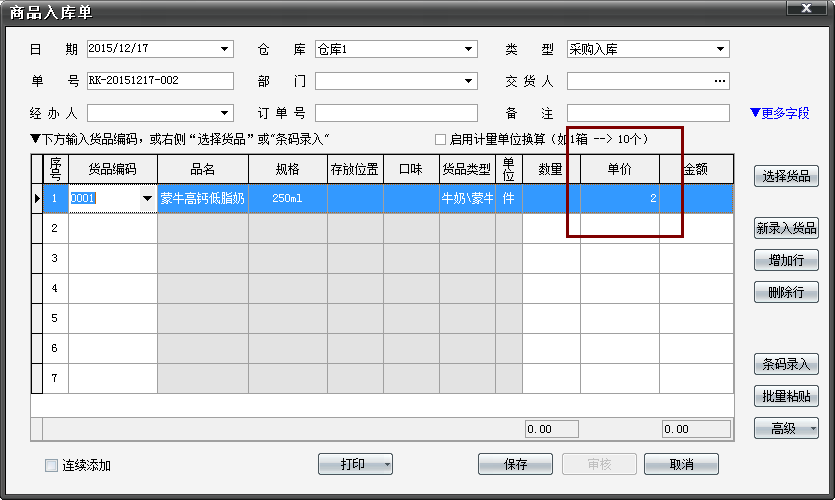 商品入库单
日 期 2015/12/17 仓 库 仓库1 类 型 采购入库
单 号 RK-20151217-002 部 门 交货人 ...
经办人 订单号 备 注 ▼更多字段
▼下方输入货品编码，或右侧“选择货品”或"条码录入" 启用计量单位换算（如1箱 --> 10个）
序号 货品编码 品名 规格 存放位置 口味 货品类型 单位 数量 单价 金额 选择货品
1 0001 蒙牛高钙低脂奶 250ml 牛奶\蒙牛 件 2
2 新录入货品
3 增加行
4 删除行
5
6 条码录入
7 批量粘贴
0.00 0.00 高级
连续添加 打印 保存 审核 取消